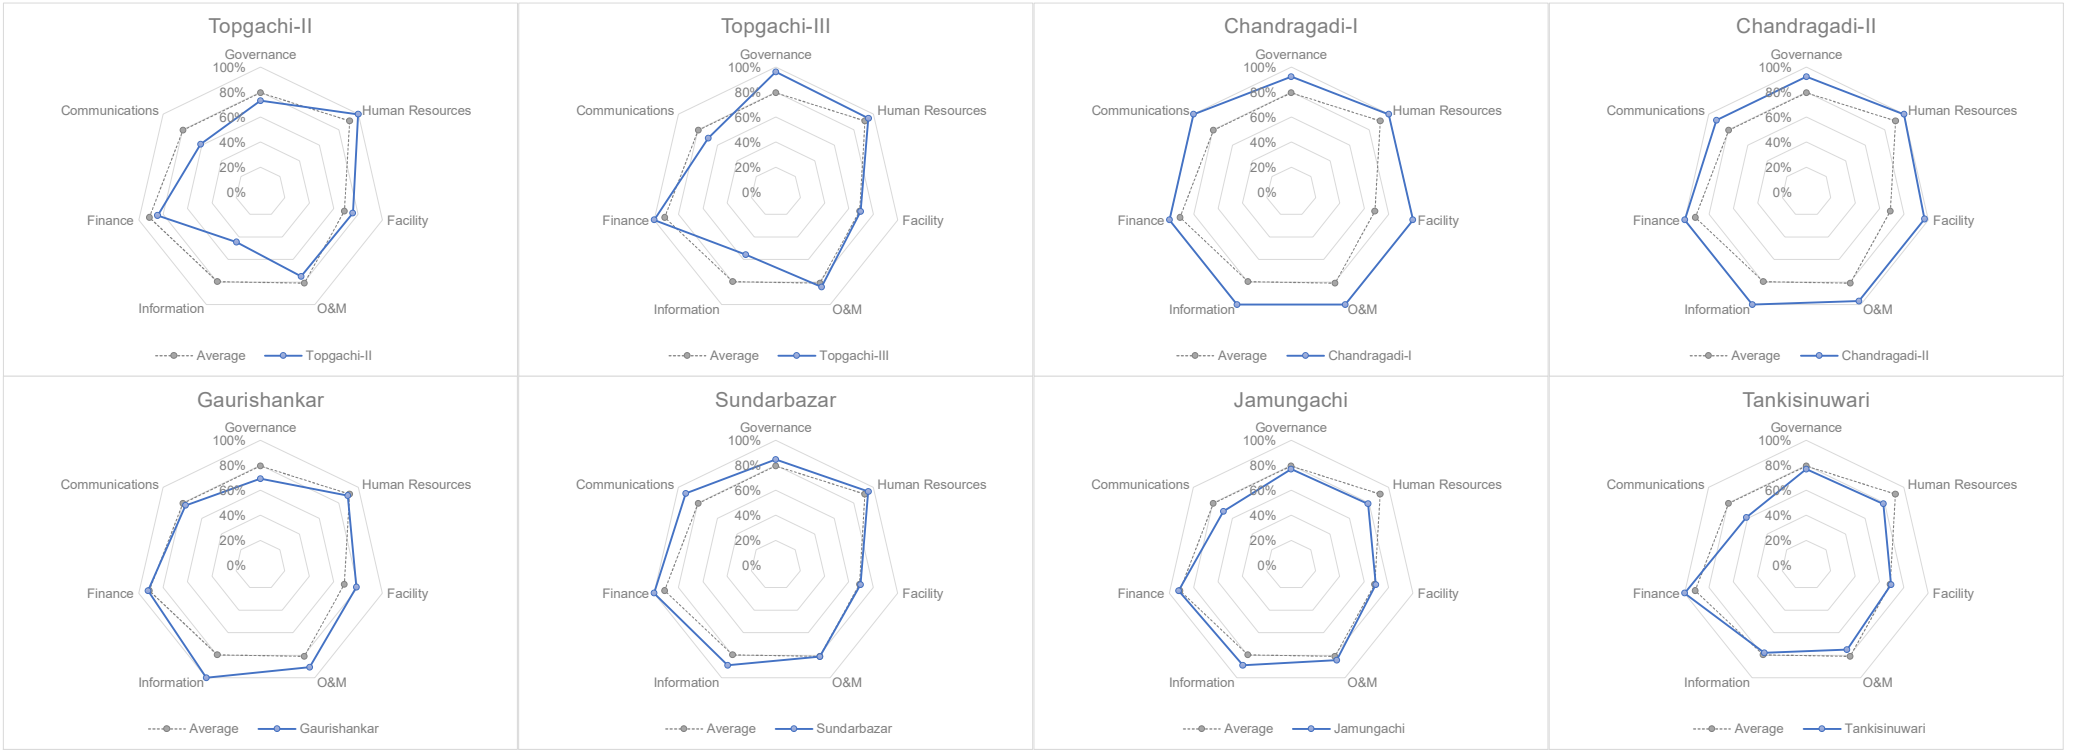 Topgachi-II
Governance
100%
80%
60%
40%
20%
0%
Communications
Human Resources
Finance
Facility
Information
O&M
Average
Topgachi-II
Topgachi-III
Governance
100%
80%
60%
40%
20%
0%
Communications
Human Resources
Finance
Facility
Information
O&M
Average
Topgachi-III
Chandragadi-I
Governance
100%
80%
60%
40%
20%
0%
Communications
Human Resources
Finance
Facility
Information
O&M
Average
Chandragadi-I
Chandragadi-II
Governance
100%
80%
60%
40%
20%
0%
Communications
Human Resources
Finance
Facility
Information
O&M
Average
Chandragadi-II
Gaurishankar
Governance
100%
80%
60%
40%
20%
0%
Communications
Human Resources
Finance
Facility
Information
O&M
Average
Gaurishankar
Sundarbazar
Governance
100%
80%
60%
40%
20%
0%
Communications
Human Resources
Finance
Facility
Information
O&M
Average
Sundarbazar
Jamungachi
Governance
100%
80%
60%
40%
20%
0%
Communications
Human Resources
Finance
Facility
Information
O&M
Average
Jamungachi
Tankisinuwari
Governance
100%
80%
60%
40%
20%
0%
Communications
Human Resources
Finance
Facility
Information
O&M
Average
Tankisinuwari